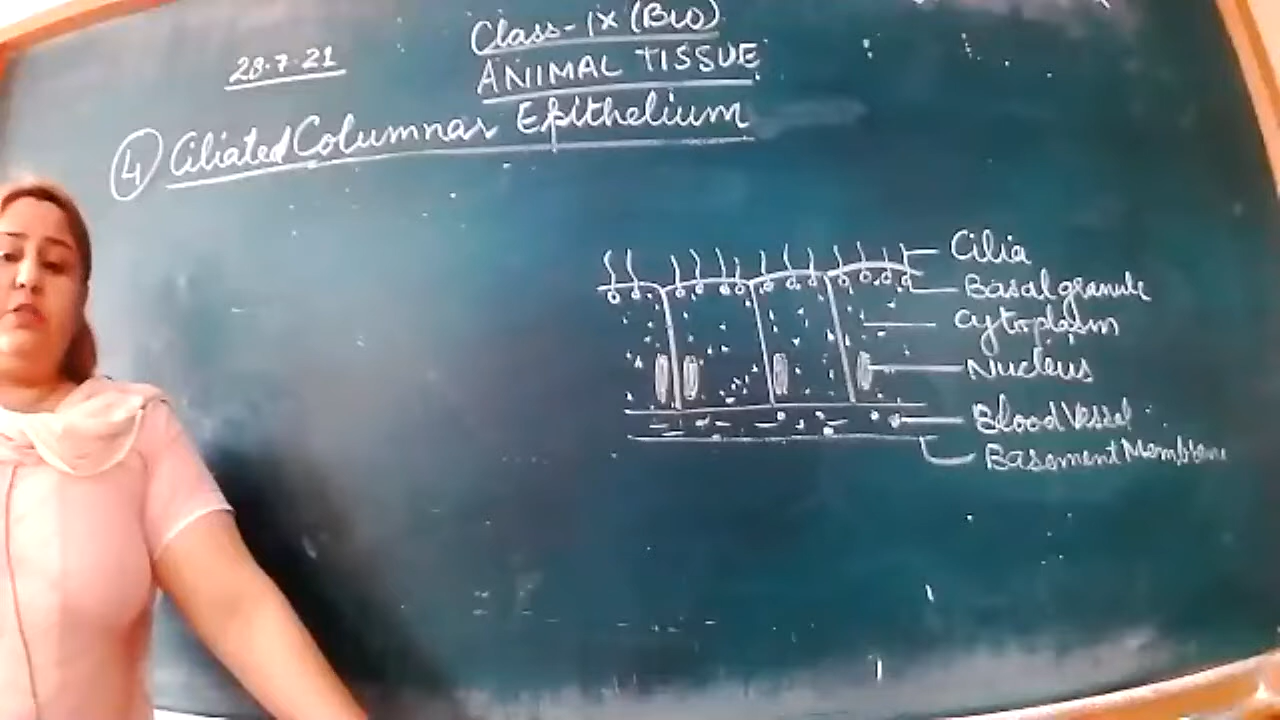 28.7.21
Class-IX (Bio)
ANIMAL TISSUE
④ Ciliated Columnar Epithelium
Cilia
Basal granule
Cytoplasm
Nucleus
Blood Vessel
Basement Membrane